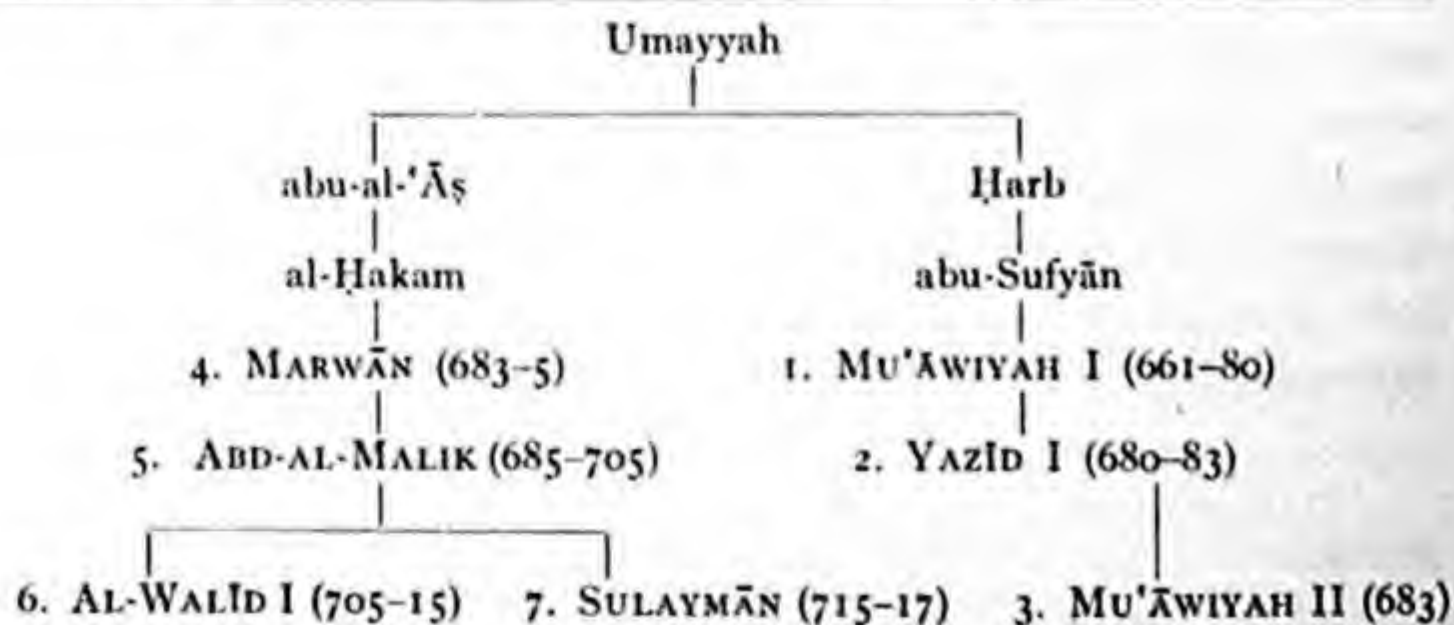 Umayyah
abu-al-'Āṣ Ḥarb
al-Ḥakam abu-Sufyān
4. MARWĀN (683–5) 1. MU'ĀWIYAH I (661–80)
5. ABD-AL-MALIK (685–705) 2. YAZĪD I (680–83)
6. AL-WALĪD I (705–15) 7. SULAYMĀN (715–17) 3. MU'ĀWIYAH II (683)